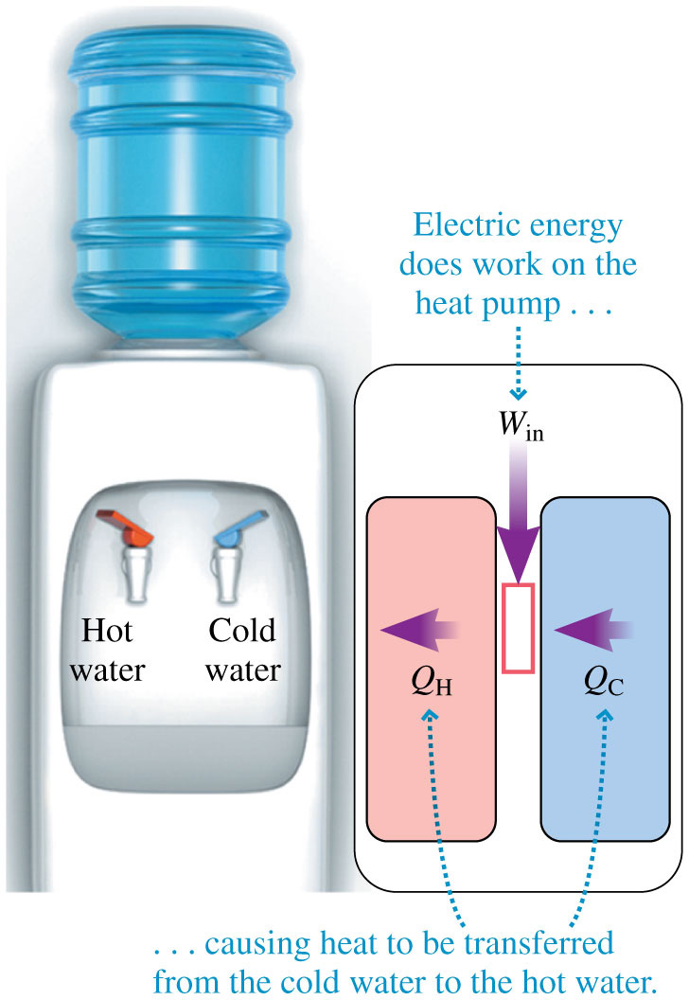 Electric energy
does work on the
heat pump . . .
W_in
Hot
water
Cold
water
Q_H
Q_C
. . . causing heat to be transferred
from the cold water to the hot water.